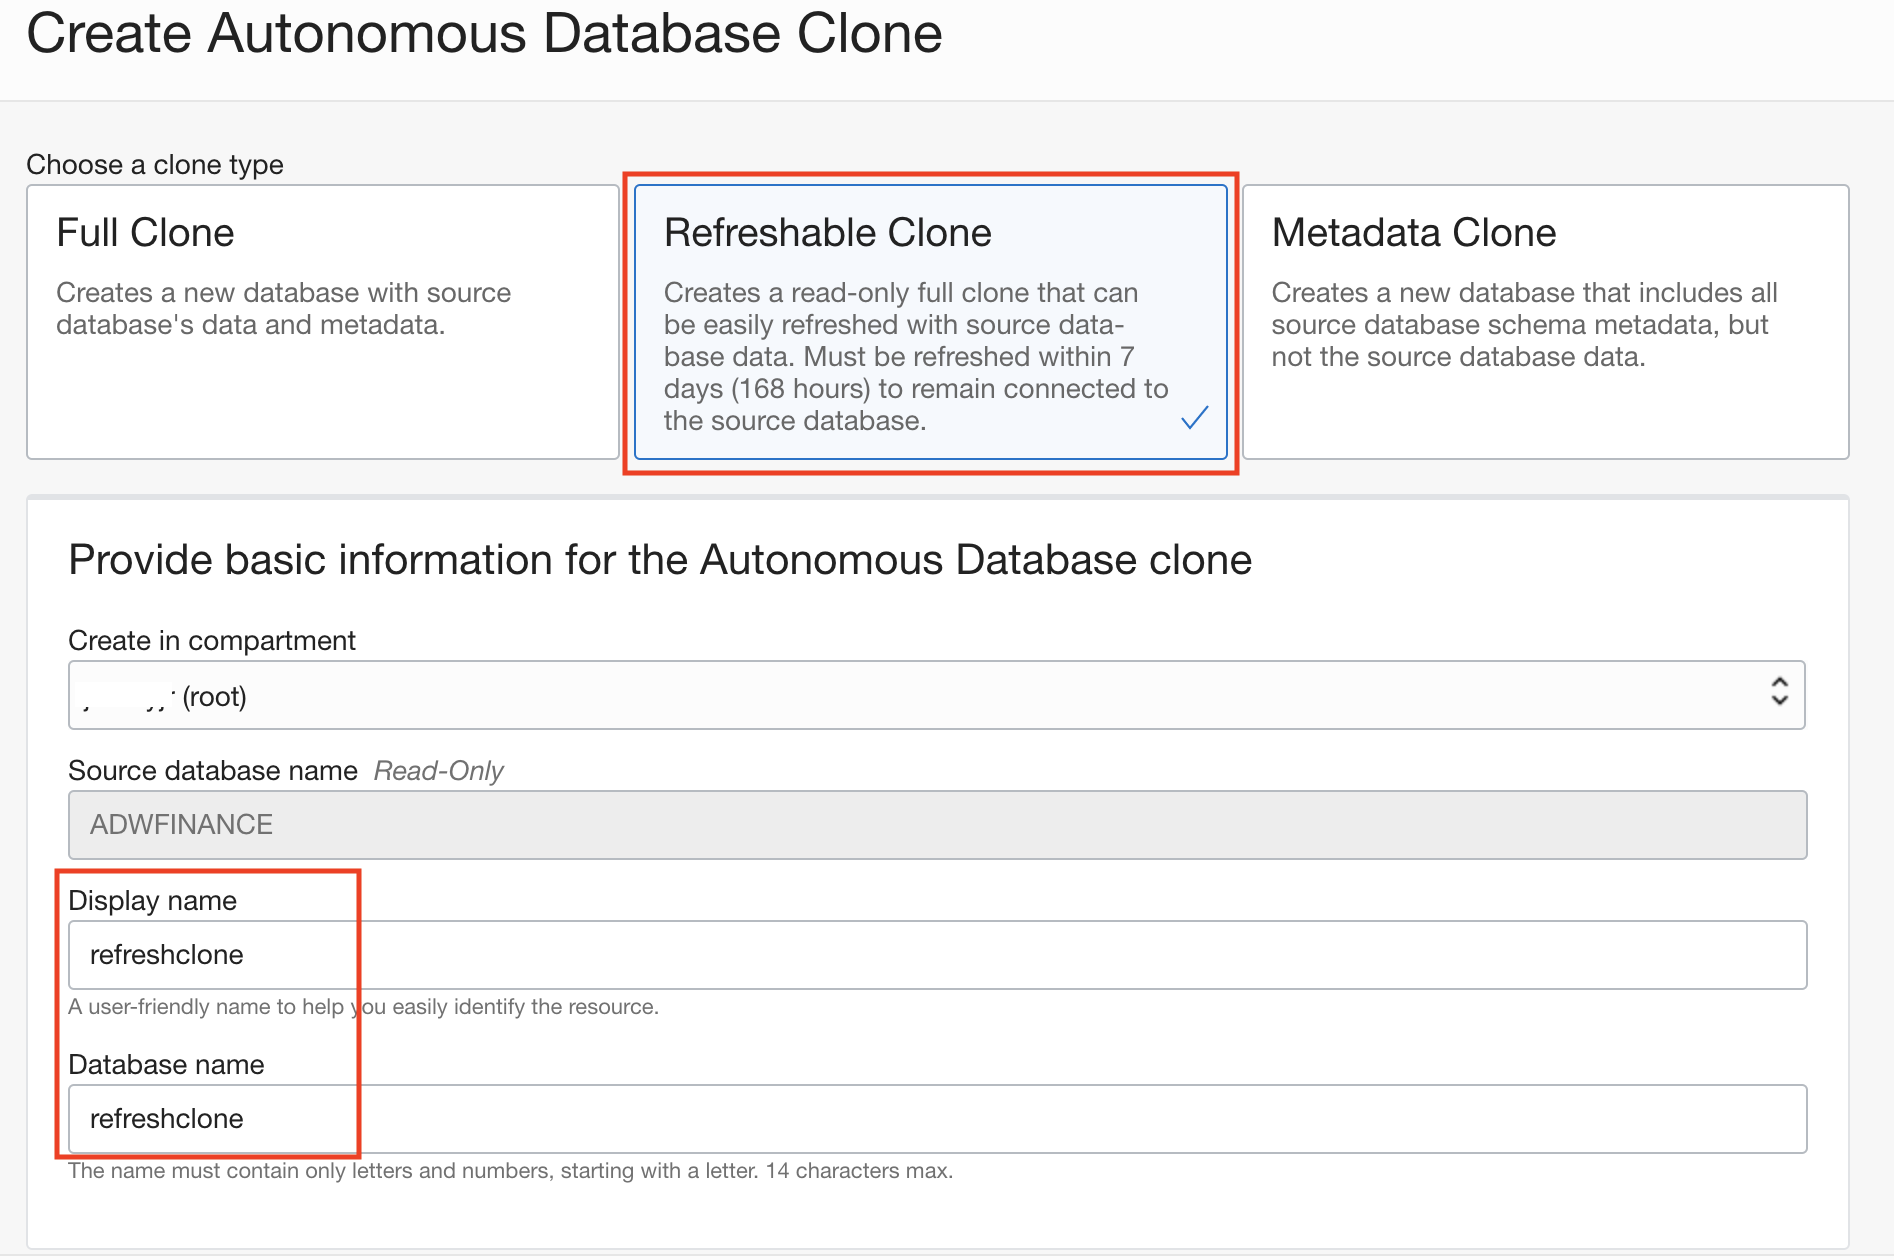 Create Autonomous Database Clone
Choose a clone type
Full Clone
Creates a new database with source
database's data and metadata.
Refreshable Clone
Creates a read-only full clone that can
be easily refreshed with source data-
base data. Must be refreshed within 7
days (168 hours) to remain connected to
the source database.
Metadata Clone
Creates a new database that includes all
source database schema metadata, but
not the source database data.
Provide basic information for the Autonomous Database clone
Create in compartment
(root)
Source database name Read-Only
ADWFINANCE
Display name
refreshclone
A user-friendly name to help you easily identify the resource.
Database name
refreshclone
The name must contain only letters and numbers, starting with a letter. 14 characters max.